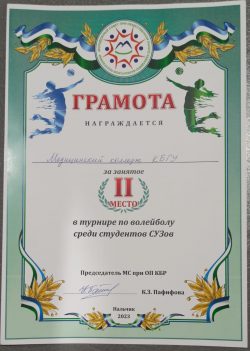 ГРАМОТА
НАГРАЖДАЕТСЯ
Медицинский колледж КБГУ
за занятое
II
МЕСТО
в турнире по волейболу
среди студентов СУЗов
Председатель МС при ОП КБР
К.З. Пафифова
Нальчик
2023